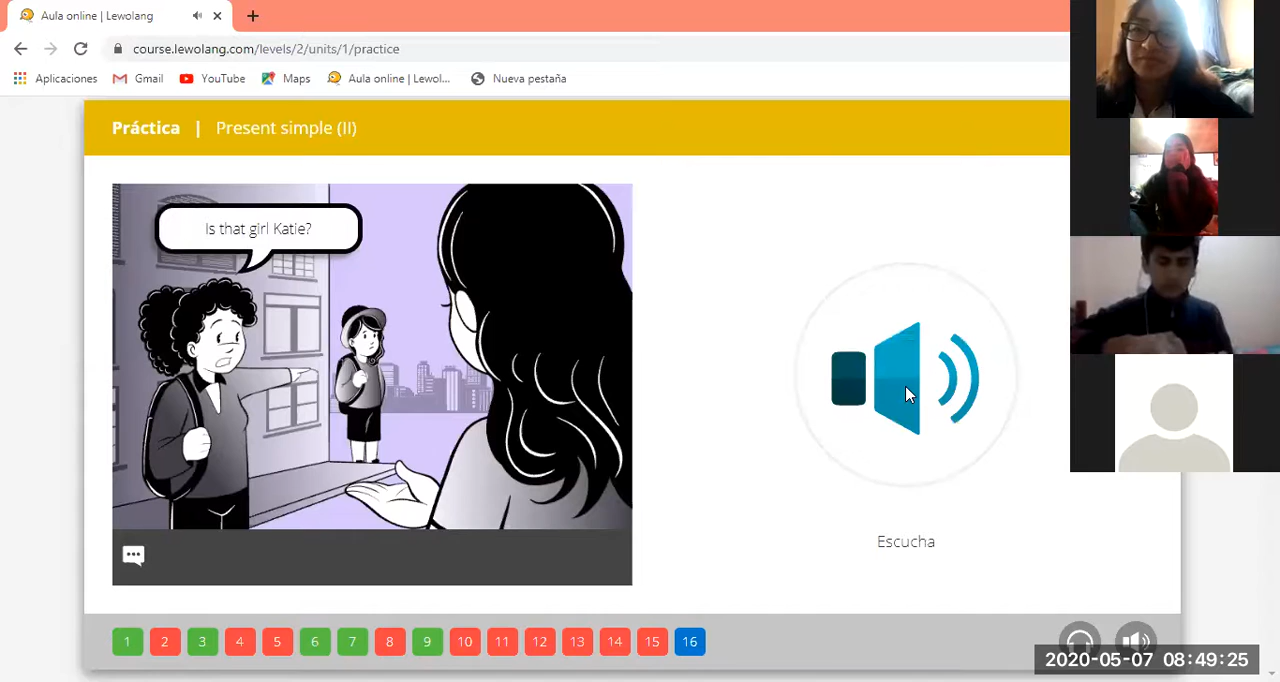 Aula online | Lewolang
course.lewolang.com/levels/2/units/1/practice
Aplicaciones Gmail YouTube Maps Aula online | Lewol... Nueva pestaña
Práctica | Present simple (II)
Is that girl Katie?
Escucha
1 2 3 4 5 6 7 8 9 10 11 12 13 14 15 16
2020-05-07 08:49:25